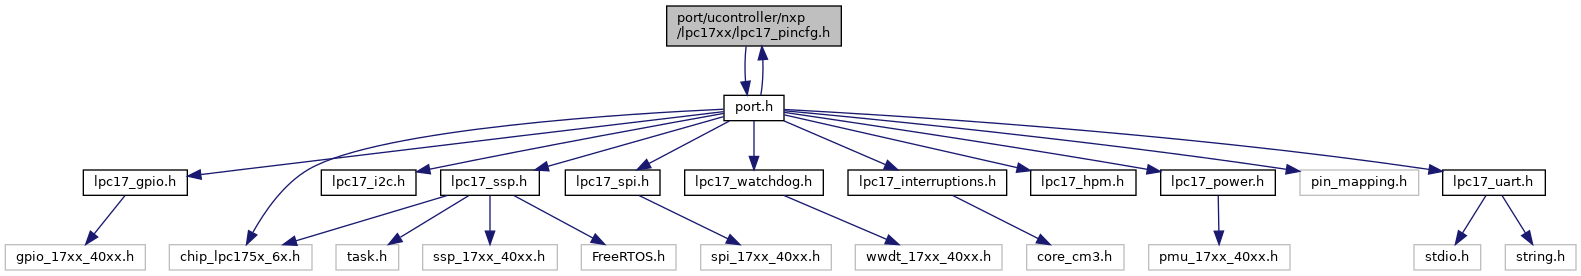 port/ucontroller/nxp
/lpc17xx/lpc17_pincfg.h
port.h
lpc17_gpio.h
lpc17_i2c.h
lpc17_ssp.h
lpc17_spi.h
lpc17_watchdog.h
lpc17_interruptions.h
lpc17_hpm.h
lpc17_power.h
pin_mapping.h
lpc17_uart.h
gpio_17xx_40xx.h
chip_lpc175x_6x.h
task.h
ssp_17xx_40xx.h
FreeRTOS.h
spi_17xx_40xx.h
wwdt_17xx_40xx.h
core_cm3.h
pmu_17xx_40xx.h
stdio.h
string.h